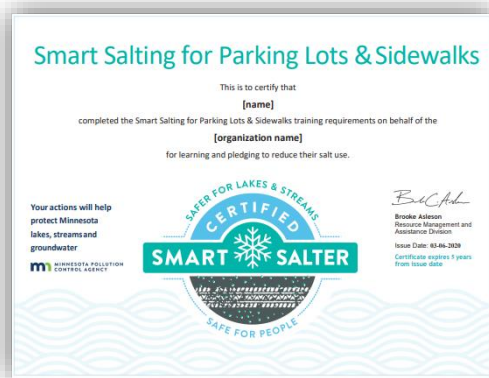 Smart Salting for Parking Lots & Sidewalks
This is to certify that
[name]
completed the Smart Salting for Parking Lots & Sidewalks training requirements on behalf of the
[organization name]
for learning and pledging to reduce their salt use.
Your actions will help
protect Minnesota
lakes, streams and
groundwater
MINNESOTA POLLUTION
CONTROL AGENCY
SAFER FOR LAKES & STREAMS
CERTIFIED
SMART SALTER
SAFE FOR PEOPLE
Brooke Asleson
Resource Management and
Assistance Division
Issue Date: 03-06-2020
Certificate expires 5 years
from issue date